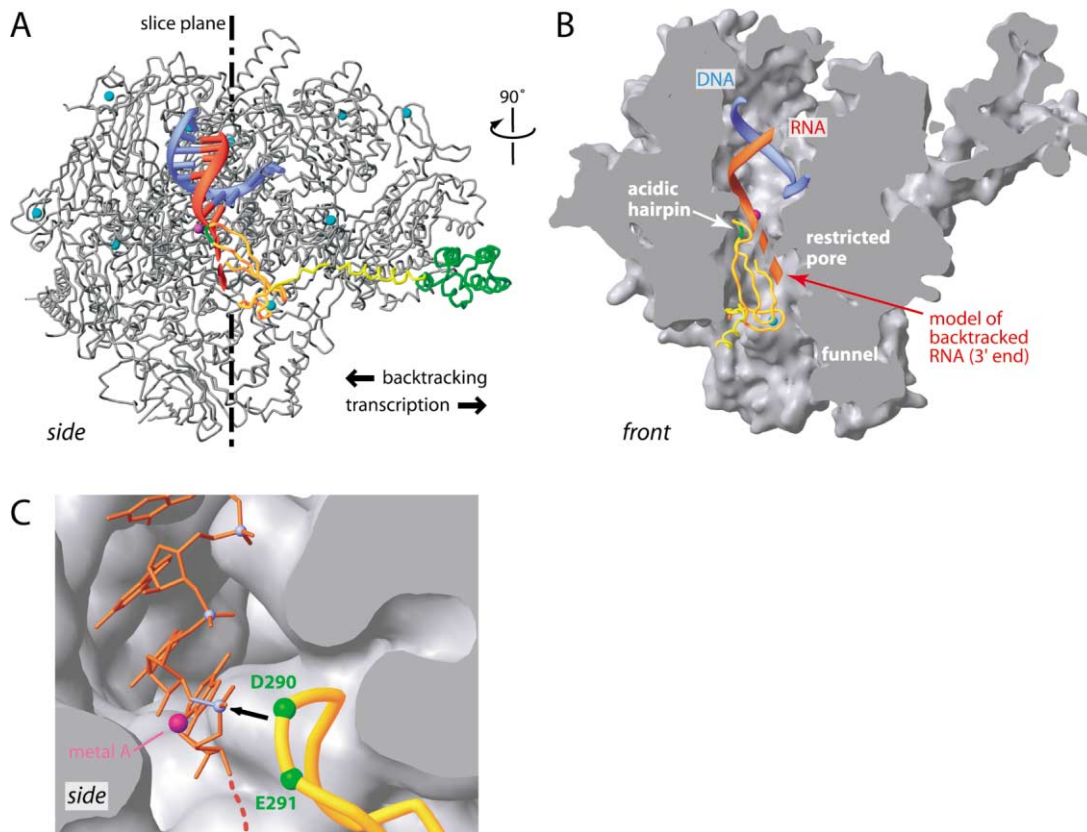 A
slice plane
90°
backtracking
transcription
side
B
DNA
RNA
acidic
hairpin
restricted
pore
model of
backtracked
RNA (3' end)
funnel
front
C
D290
metal A
E291
side